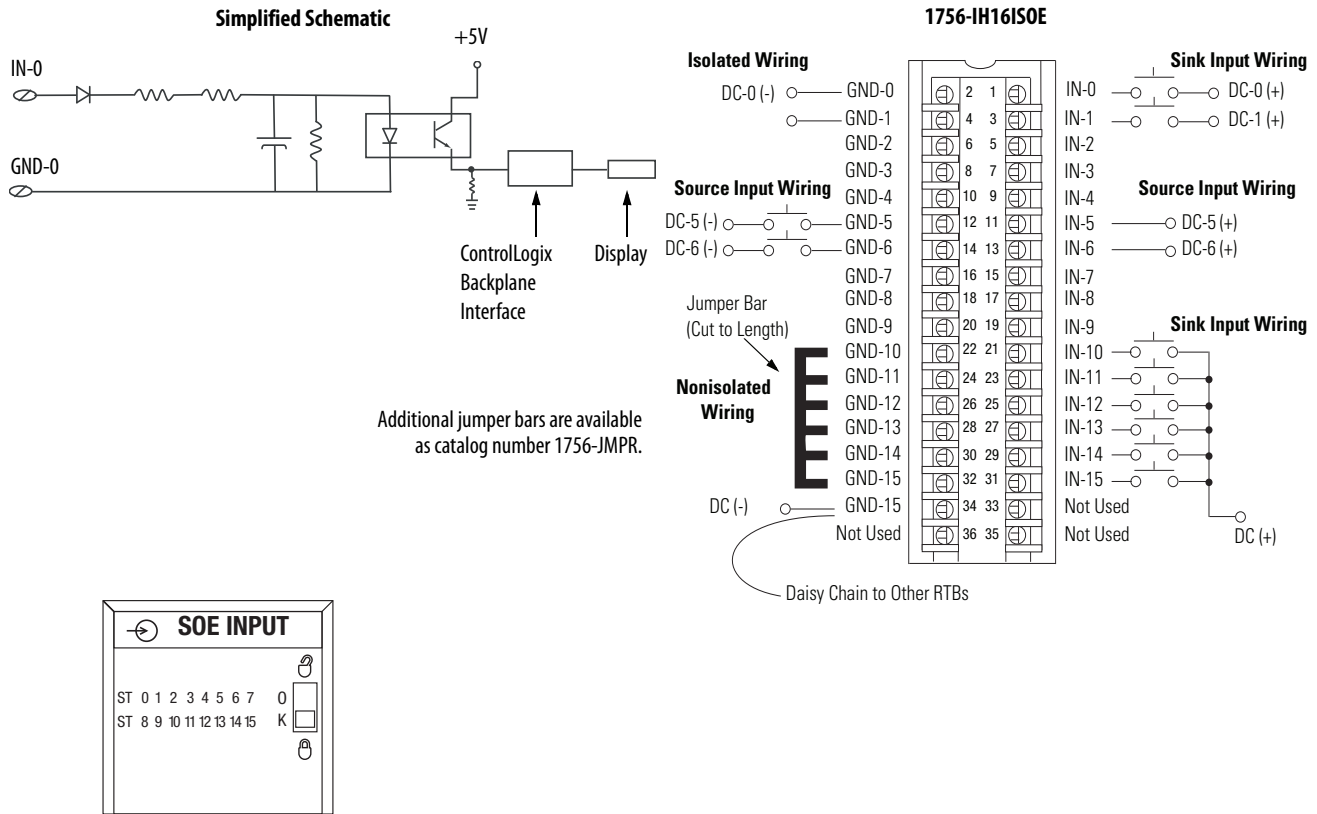 Simplified Schematic
+5V
IN-0
GND-0
ControlLogix
Backplane
Interface
Display
Additional jumper bars are available
as catalog number 1756-JMPR.
1756-IH16ISOE
Isolated Wiring
Sink Input Wiring
DC-0 (-) GND-0 2 1 IN-0 DC-0 (+)
GND-1 4 3 IN-1 DC-1 (+)
GND-2 6 5 IN-2
GND-3 8 7 IN-3
Source Input Wiring GND-4 10 9 IN-4 Source Input Wiring
DC-5 (-) GND-5 12 11 IN-5 DC-5 (+)
DC-6 (-) GND-6 14 13 IN-6 DC-6 (+)
GND-7 16 15 IN-7
GND-8 18 17 IN-8
Jumper Bar
(Cut to Length)
GND-9 20 19 IN-9 Sink Input Wiring
GND-10 22 21 IN-10
GND-11 24 23 IN-11
Nonisolated
Wiring
GND-12 26 25 IN-12
GND-13 28 27 IN-13
GND-14 30 29 IN-14
GND-15 32 31 IN-15
DC (-) GND-15 34 33 Not Used
Not Used 36 35 Not Used DC (+)
Daisy Chain to Other RTBs
SOE INPUT
ST 0 1 2 3 4 5 6 7 O
ST 8 9 10 11 12 13 14 15 K